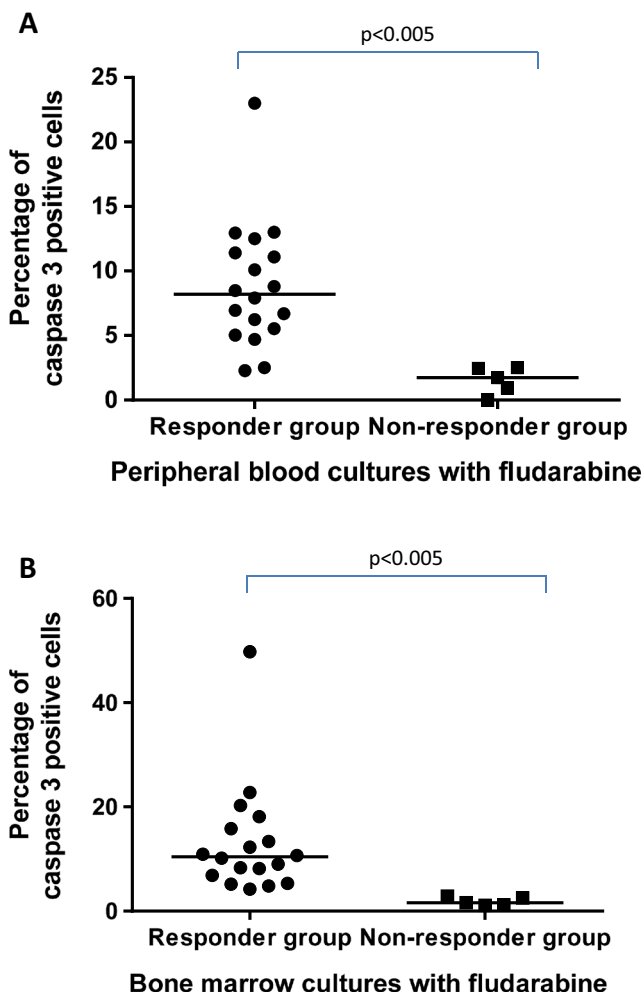 A
p<0.005
Percentage of
caspase 3 positive cells
25
20
15
10
5
0
Responder group Non-responder group
Peripheral blood cultures with fludarabine
B
p<0.005
Percentage of
caspase 3 positive cells
60
40
20
0
Responder group Non-responder group
Bone marrow cultures with fludarabine